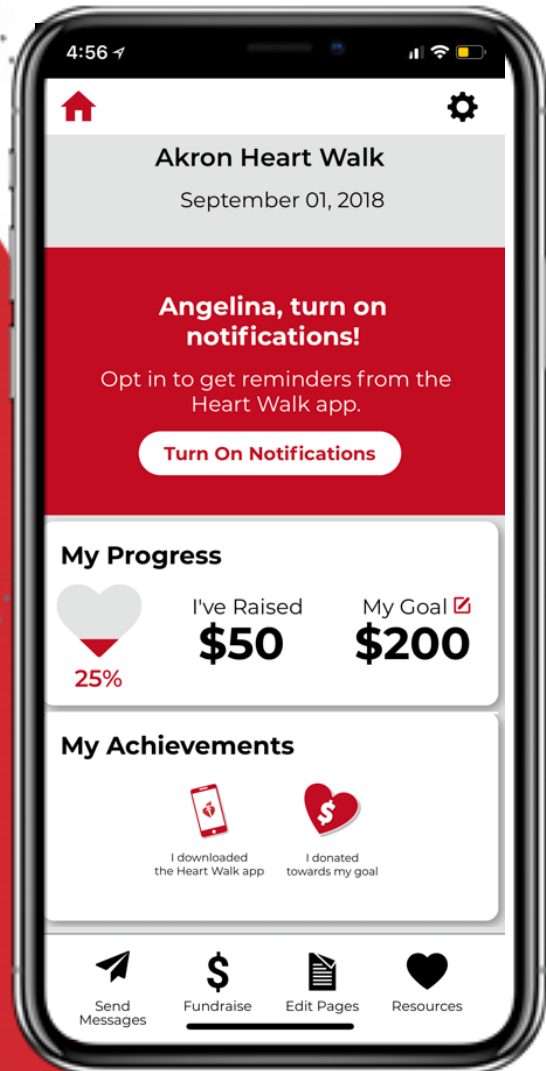 4:56
Akron Heart Walk
September 01, 2018
Angelina, turn on
notifications!
Opt in to get reminders from the
Heart Walk app.
Turn On Notifications
My Progress
I've Raised
My Goal
$50
$200
25%
My Achievements
$
I downloaded
the Heart Walk app
I donated
towards my goal
$
Send
Messages
Fundraise
Edit Pages
Resources